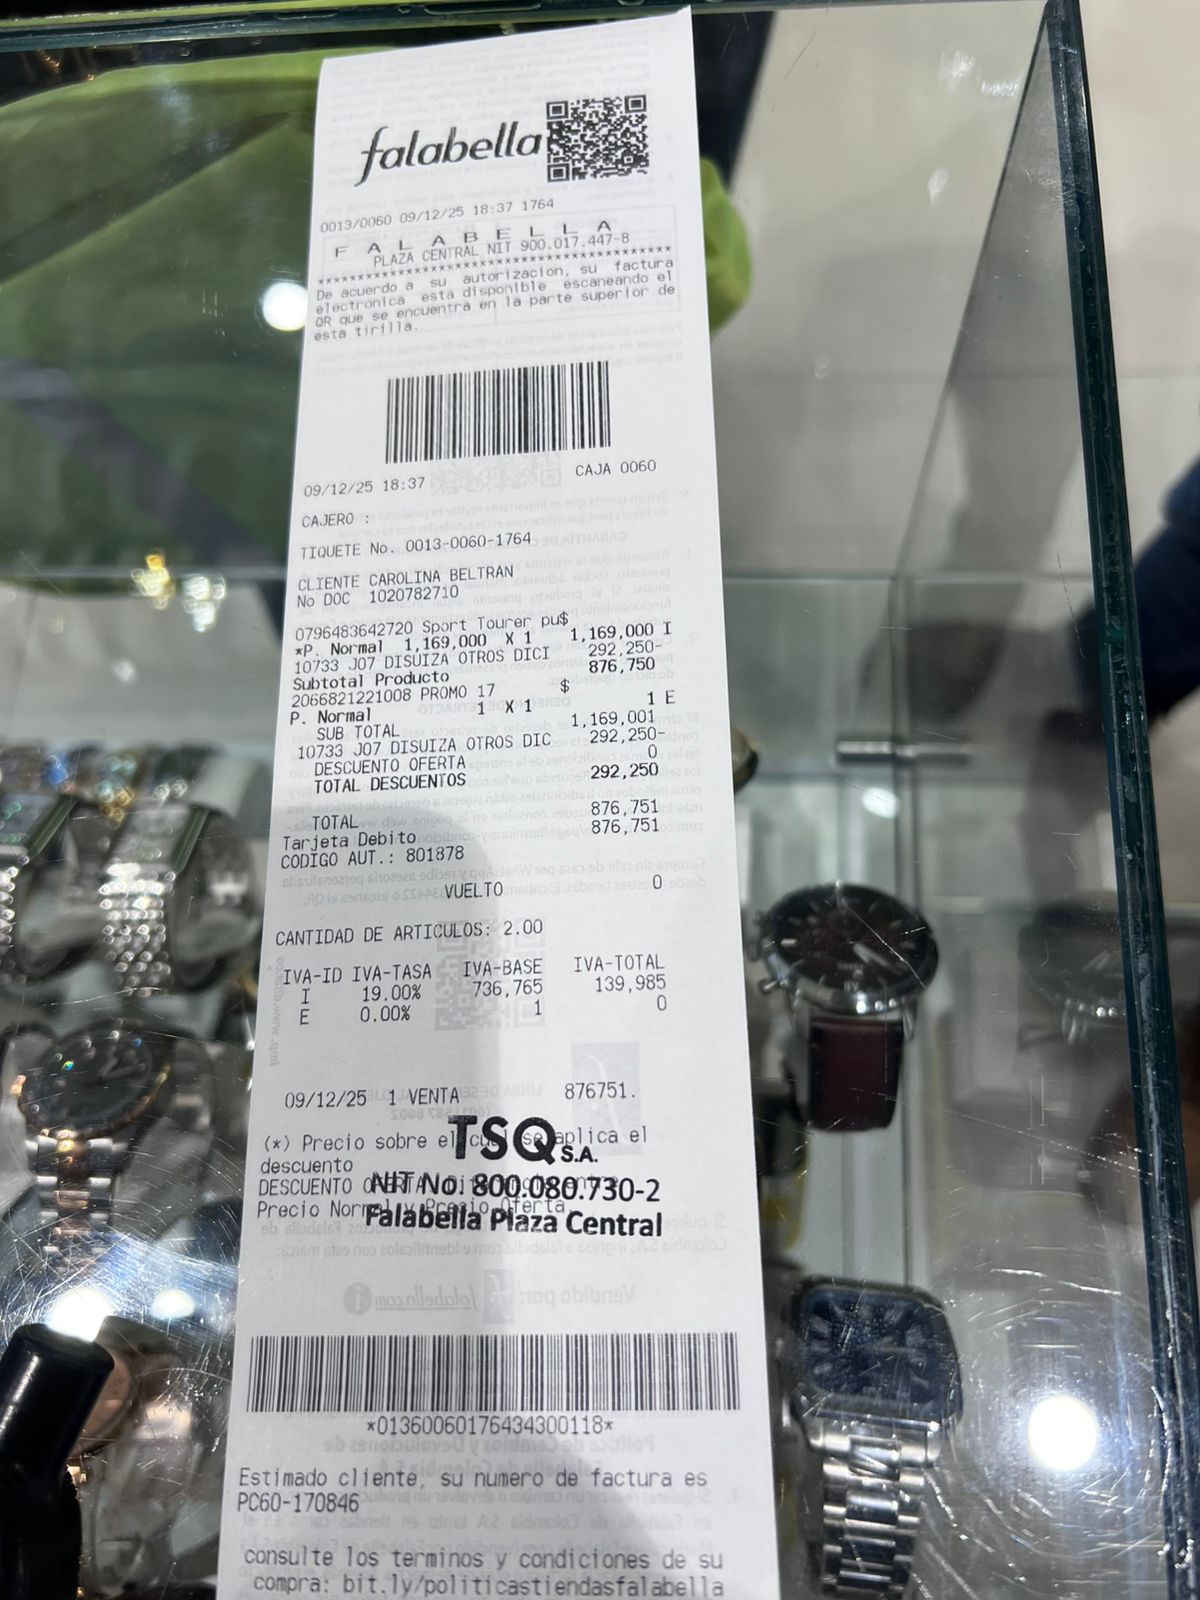 falabella
0013/0060 09/12/25 18:37 1764
F A L A B E L L A
PLAZA CENTRAL NIT 900.017.447-8
****************************************
De acuerdo a su autorizacion, su factura
electronica esta disponible escaneando el
QR que se encuentra en la parte superior de
esta tirilla.
09/12/25 18:37 CAJA 0060
CAJERO :
TIQUETE No. 0013-0060-1764
CLIENTE CAROLINA BELTRAN
No DOC 1020782710
0796483642720 Sport Tourer pu$
*P. Normal 1,169,000 X 1 1,169,000 I
10733 J07 DISUIZA OTROS DICI 292,250-
Subtotal Producto 876,750
2066821221008 PROMO 17 $
P. Normal 1 X 1 1 E
SUB TOTAL 1,169,001
10733 J07 DISUIZA OTROS DIC 292,250-
DESCUENTO OFERTA 0
TOTAL DESCUENTOS 292,250
TOTAL 876,751
Tarjeta Debito 876,751
CODIGO AUT.: 801878
VUELTO 0
CANTIDAD DE ARTICULOS: 2.00
IVA-ID IVA-TASA IVA-BASE IVA-TOTAL
I 19.00% 736,765 139,985
E 0.00% 1 0
09/12/25 1 VENTA 876751.
TSQ S.A.
(*) Precio sobre el cual se aplica el
descuento
NIT No. 800.080.730-2
DESCUENTO OFERTA: Diferencia entre
Precio Normal y Precio Oferta.
Falabella Plaza Central
*01360060176434300118*
Estimado cliente, su numero de factura es
PC60-170846
consulte los terminos y condiciones de su
compra: bit.ly/politicastiendasfalabella